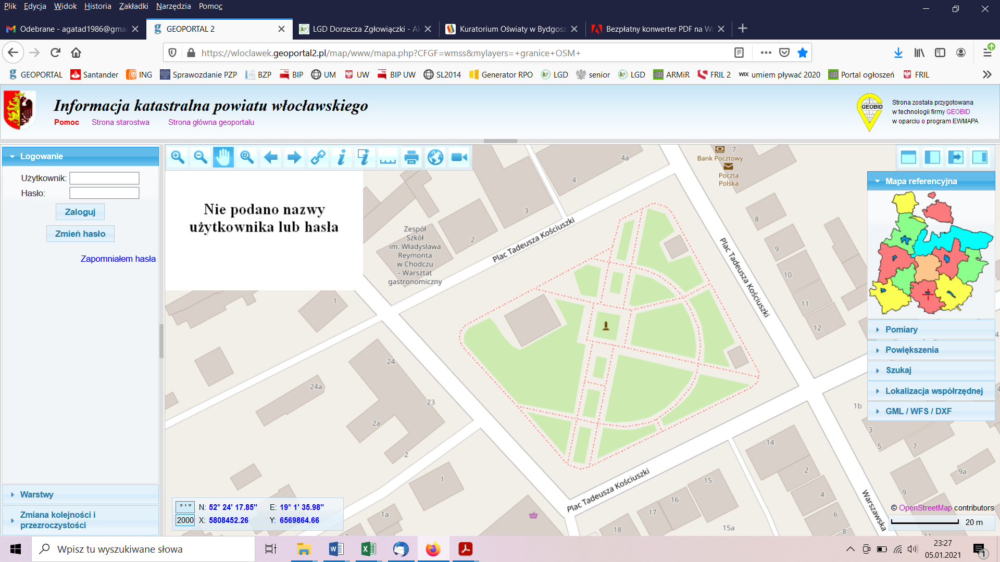 Plik Edycja Widok Historia Zakładki Narzędzia Pomoc
Odebrane - agatad1986@gmai
GEOPORTAL 2
LGD Dorzecza Zgłowiączki - Ak
Kuratorium Oświaty w Bydgosz
Bezpłatny konwerter PDF na Wo
https://wloclawek.geoportal2.pl/map/www/mapa.php?CFGF=wmss&mylayers=+granice+OSM+
GEOPORTAL Santander ING Sprawozdanie PZP BZP BIP UM UW BIP UW SL2014 Generator RPO LGD senior LGD ARMiR FRIL 2 WIX umiem pływać 2020 Portal ogłoszeń FRIL
Informacja katastralna powiatu włocławskiego
Pomoc Strona starostwa Strona główna geoportalu
GEOBID
Strona została przygotowana
w technologii firmy GEOBID
w oparciu o program EWMAPA
Logowanie
Użytkownik:
Hasło:
Zaloguj
Zmień hasło
Zapomniałem hasła
Warstwy
Zmiana kolejności i
przezroczystości
Nie podano nazwy
użytkownika lub hasła
Zespół
Szkół
im. Władysława
Reymonta
w Chodczu
- Warsztat
gastronomiczny
Plac Tadeusza Kościuszki
Plac Tadeusza Kościuszki
Plac Tadeusza Kościuszki
Warszawska
Bank Pocztowy
Poczta
Polska
7
4a
4
3
2
1
8
9
10
11
12
24
24a
23
2a
2
1
1a
14
2
15
4
16
17
6
18
15a
8
1b
3
5
7
9a
9
11
4
4
° ' " N: 52° 24' 17.85'' E: 19° 1' 35.98''
2000 X: 5808452.26 Y: 6569864.66
Mapa referencyjna
Pomiary
Powiększenia
Szukaj
Lokalizacja współrzędnej
GML / WFS / DXF
© OpenStreetMap contributors
20 m
Wpisz tu wyszukiwane słowa
23:27
05.01.2021
1